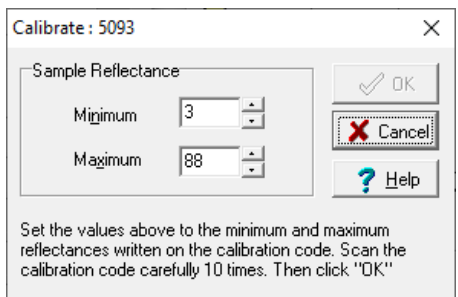 Calibrate : 5093
Sample Reflectance
Minimum 3
Maximum 88
OK
Cancel
Help
Set the values above to the minimum and maximum
reflectances written on the calibration code. Scan the
calibration code carefully 10 times. Then click "OK"